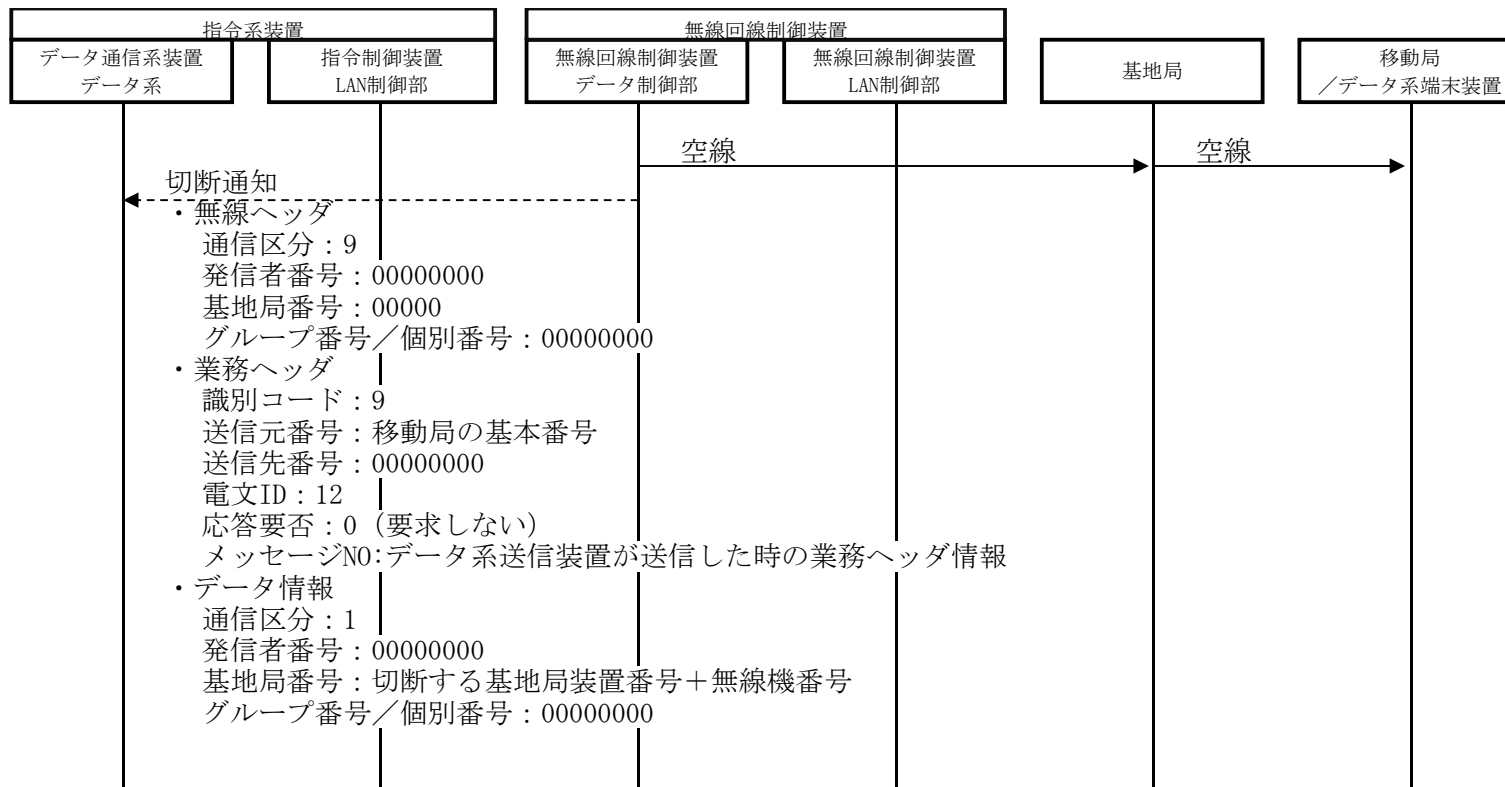 指令系装置
無線回線制御装置
データ通信系装置
データ系
指令制御装置
LAN制御部
無線回線制御装置
データ制御部
無線回線制御装置
LAN制御部
基地局
移動局
／データ系端末装置
空線
空線
切断通知
・無線ヘッダ
通信区分：9
発信者番号：00000000
基地局番号：00000
グループ番号／個別番号：00000000
・業務ヘッダ
識別コード：9
送信元番号：移動局の基本番号
送信先番号：00000000
電文ID：12
応答要否：0（要求しない）
メッセージNO:データ系送信装置が送信した時の業務ヘッダ情報
・データ情報
通信区分：1
発信者番号：00000000
基地局番号：切断する基地局装置番号＋無線機番号
グループ番号／個別番号：00000000